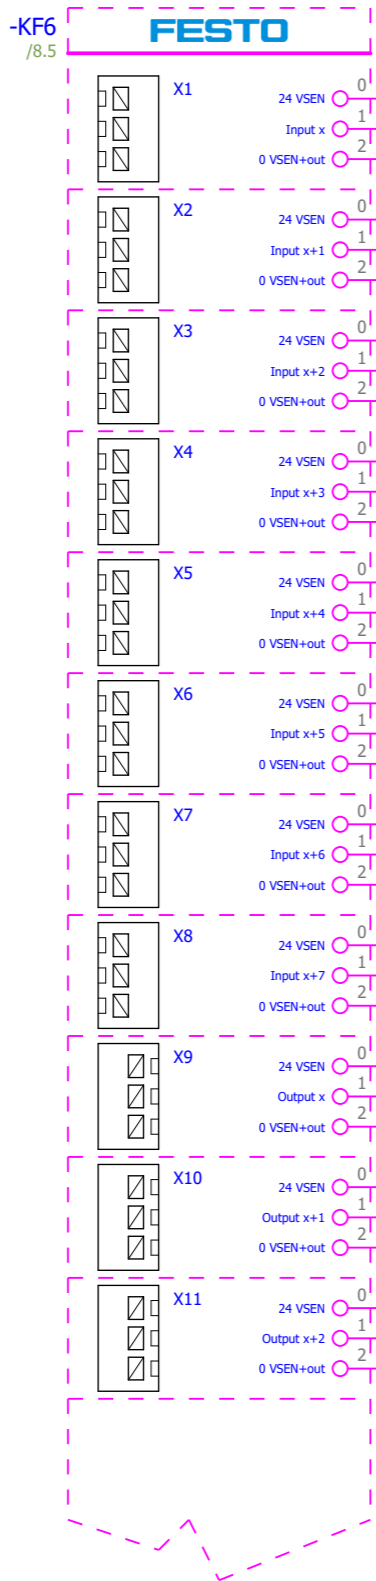 -KF6
FESTO
/8.5
X1
24 VSEN 0
Input x 1
0 VSEN+out 2
X2
24 VSEN 0
Input x+1 1
0 VSEN+out 2
X3
24 VSEN 0
Input x+2 1
0 VSEN+out 2
X4
24 VSEN 0
Input x+3 1
0 VSEN+out 2
X5
24 VSEN 0
Input x+4 1
0 VSEN+out 2
X6
24 VSEN 0
Input x+5 1
0 VSEN+out 2
X7
24 VSEN 0
Input x+6 1
0 VSEN+out 2
X8
24 VSEN 0
Input x+7 1
0 VSEN+out 2
X9
24 VSEN 0
Output x 1
0 VSEN+out 2
X10
24 VSEN 0
Output x+1 1
0 VSEN+out 2
X11
24 VSEN 0
Output x+2 1
0 VSEN+out 2